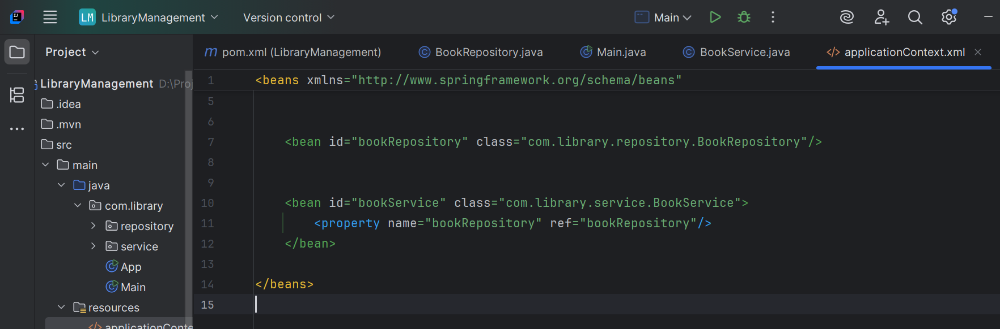 LM LibraryManagement Version control Main
Project
pom.xml (LibraryManagement) BookRepository.java Main.java BookService.java applicationContext.xml
LibraryManagement D:\Proj
.idea
.mvn
src
main
java
com.library
repository
service
App
Main
resources
applicationConte
1 <beans xmlns="http://www.springframework.org/schema/beans"
5
6
7 <bean id="bookRepository" class="com.library.repository.BookRepository"/>
8
9
10 <bean id="bookService" class="com.library.service.BookService">
11 <property name="bookRepository" ref="bookRepository"/>
12 </bean>
13
14 </beans>
15